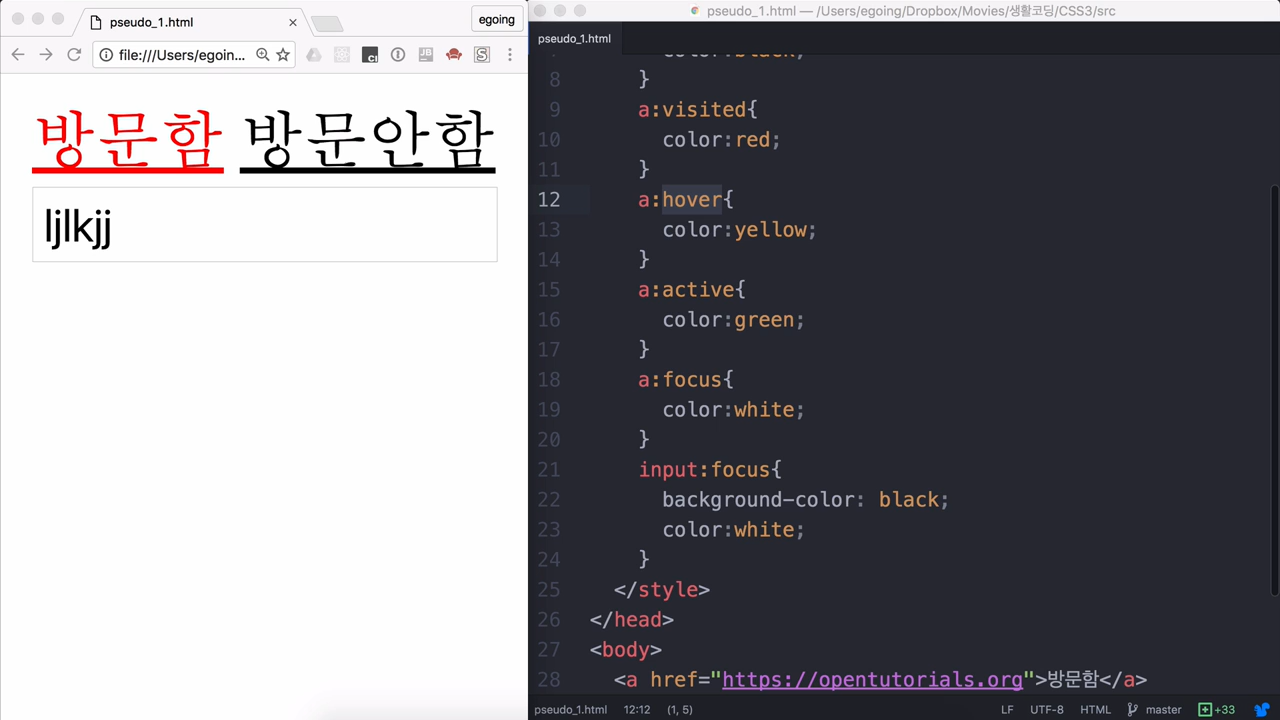 pseudo_1.html
egoing
file:///Users/egoin...
방문함 방문안함
ljlkjj
pseudo_1.html — /Users/egoing/Dropbox/Movies/생활코딩/CSS3/src
pseudo_1.html
8 }
9 a:visited{
10 color:red;
11 }
12 a:hover{
13 color:yellow;
14 }
15 a:active{
16 color:green;
17 }
18 a:focus{
19 color:white;
20 }
21 input:focus{
22 background-color: black;
23 color:white;
24 }
25 </style>
26 </head>
27 <body>
28 <a href="https://opentutorials.org">방문함</a>
pseudo_1.html 12:12 (1, 5) LF UTF-8 HTML master +33